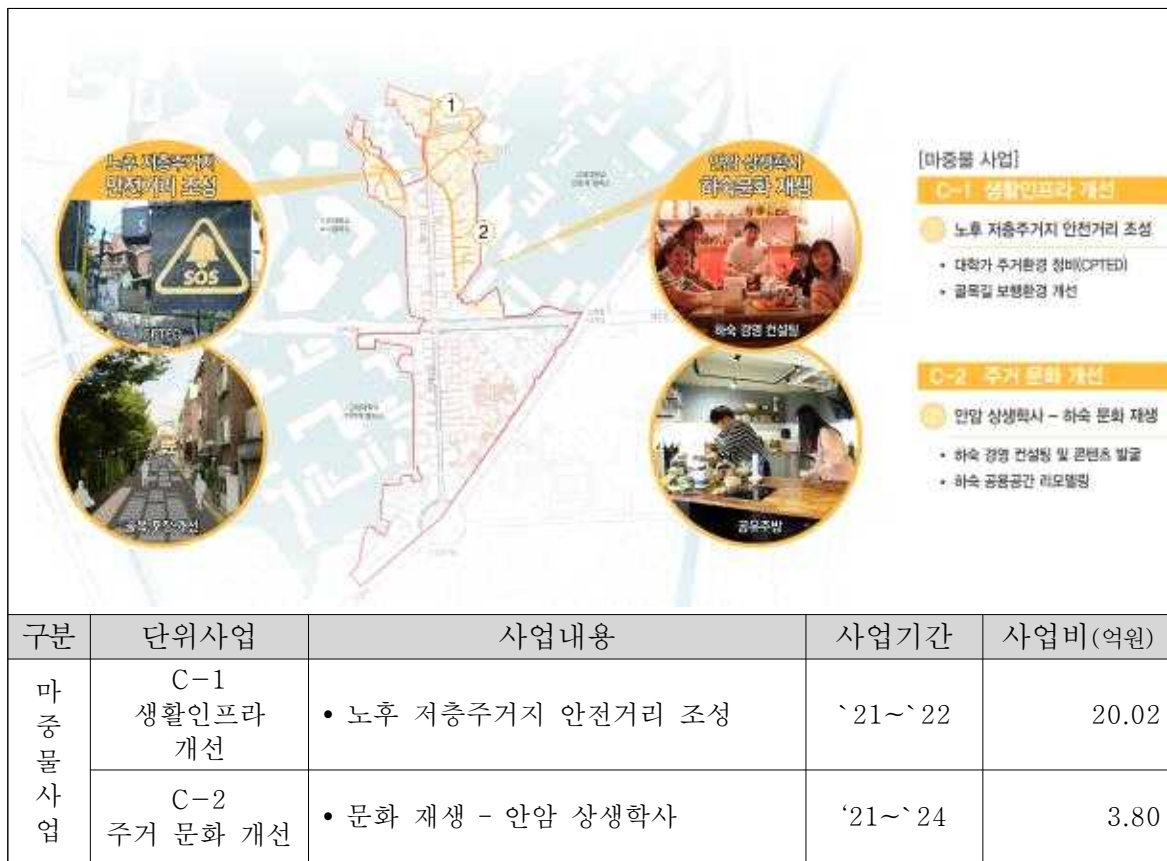 노후 저층주거지
안전거리 조성
SOS
CPTED
골목 포장 개선
1
2
안암 상생학사
하숙문화 재생
하숙 경영 컨설팅
공유주방
[마중물 사업]
C-1 생활인프라 개선
노후 저층주거지 안전거리 조성
• 대학가 주거환경 정비(CPTED)
• 골목길 보행환경 개선
C-2 주거 문화 개선
안암 상생학사 - 하숙 문화 재생
• 하숙 경영 컨설팅 및 콘텐츠 발굴
• 하숙 공용공간 리모델링
구분 단위사업 사업내용 사업기간 사업비(억원)
마중물사업
C-1
생활인프라
개선
• 노후 저층주거지 안전거리 조성 `21~`22 20.02
C-2
주거 문화 개선
• 문화 재생 - 안암 상생학사 ‘21~`24 3.80